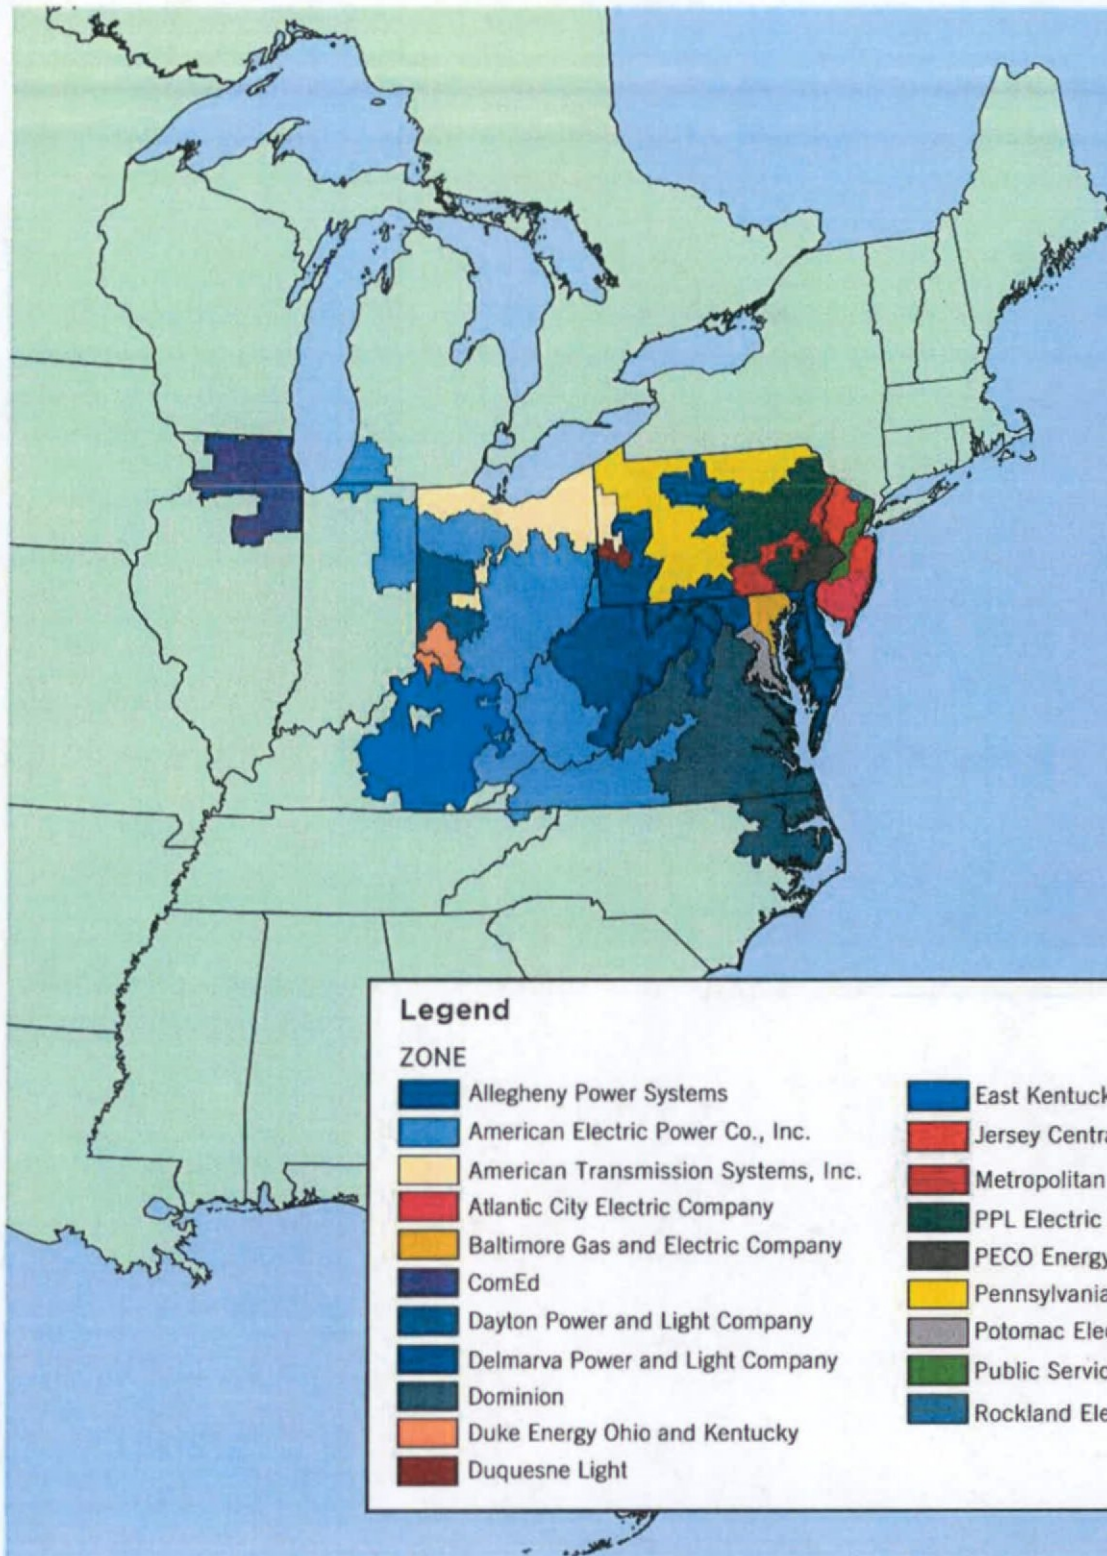 Legend
ZONE
Allegheny Power Systems
American Electric Power Co., Inc.
American Transmission Systems, Inc.
Atlantic City Electric Company
Baltimore Gas and Electric Company
ComEd
Dayton Power and Light Company
Delmarva Power and Light Company
Dominion
Duke Energy Ohio and Kentucky
Duquesne Light
East Kentuck
Jersey Centra
Metropolitan
PPL Electric
PECO Energy
Pennsylvania
Potomac Elec
Public Servic
Rockland Ele